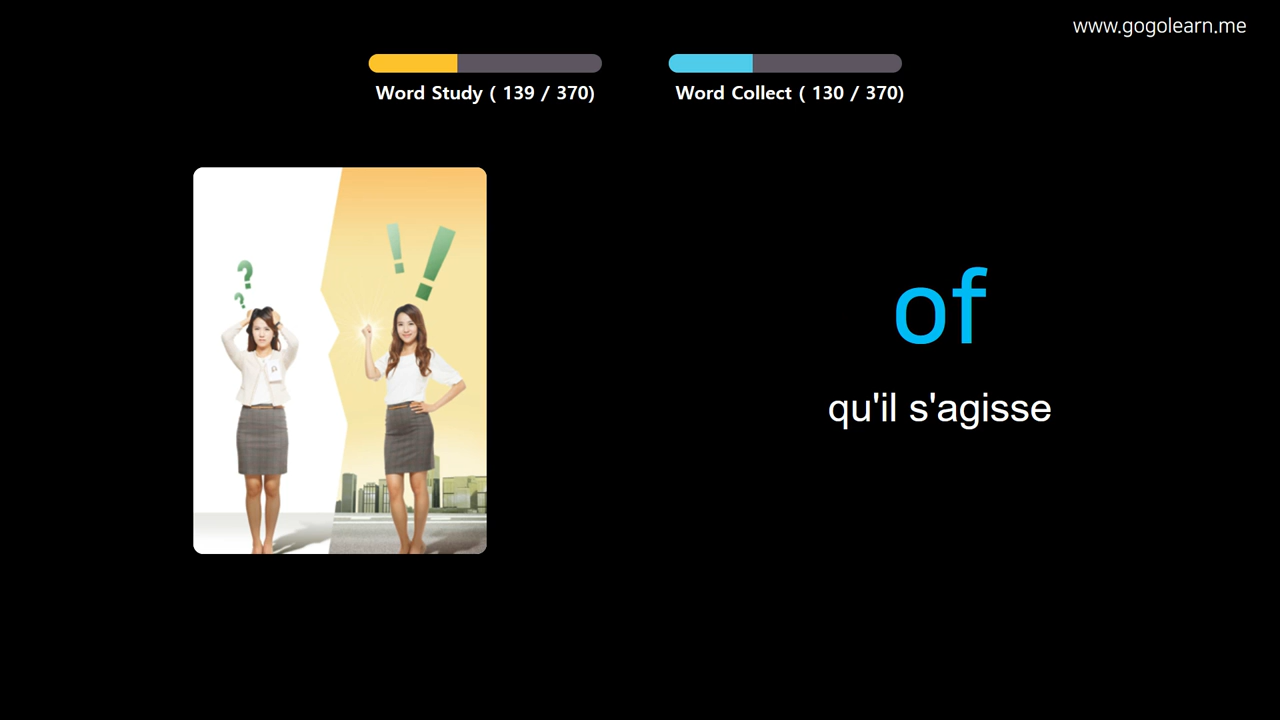 www.gogolearn.me
Word Study ( 139 / 370)
Word Collect ( 130 / 370)
? ?
! !
of
qu'il s'agisse